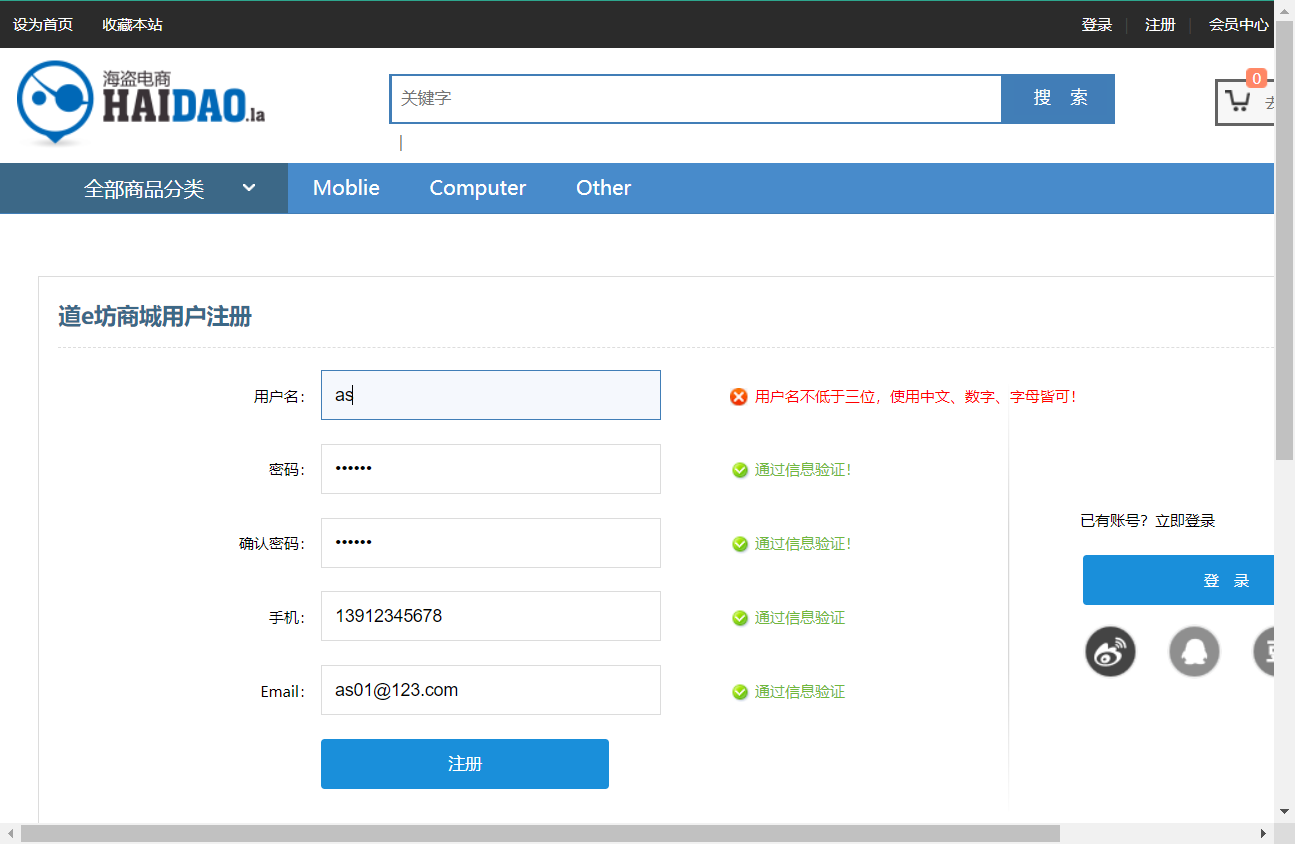 设为首页 收藏本站 登录 注册 会员中心
海盗电商
HAIDAO.la
关键字 搜 索
0
去
全部商品分类 Moblie Computer Other
道e坊商城用户注册
用户名: as 用户名不低于三位，使用中文、数字、字母皆可!
密码: •••••• 通过信息验证!
确认密码: •••••• 通过信息验证!
已有账号？立即登录
登 录
手机: 13912345678 通过信息验证
Email: as01@123.com 通过信息验证
注册